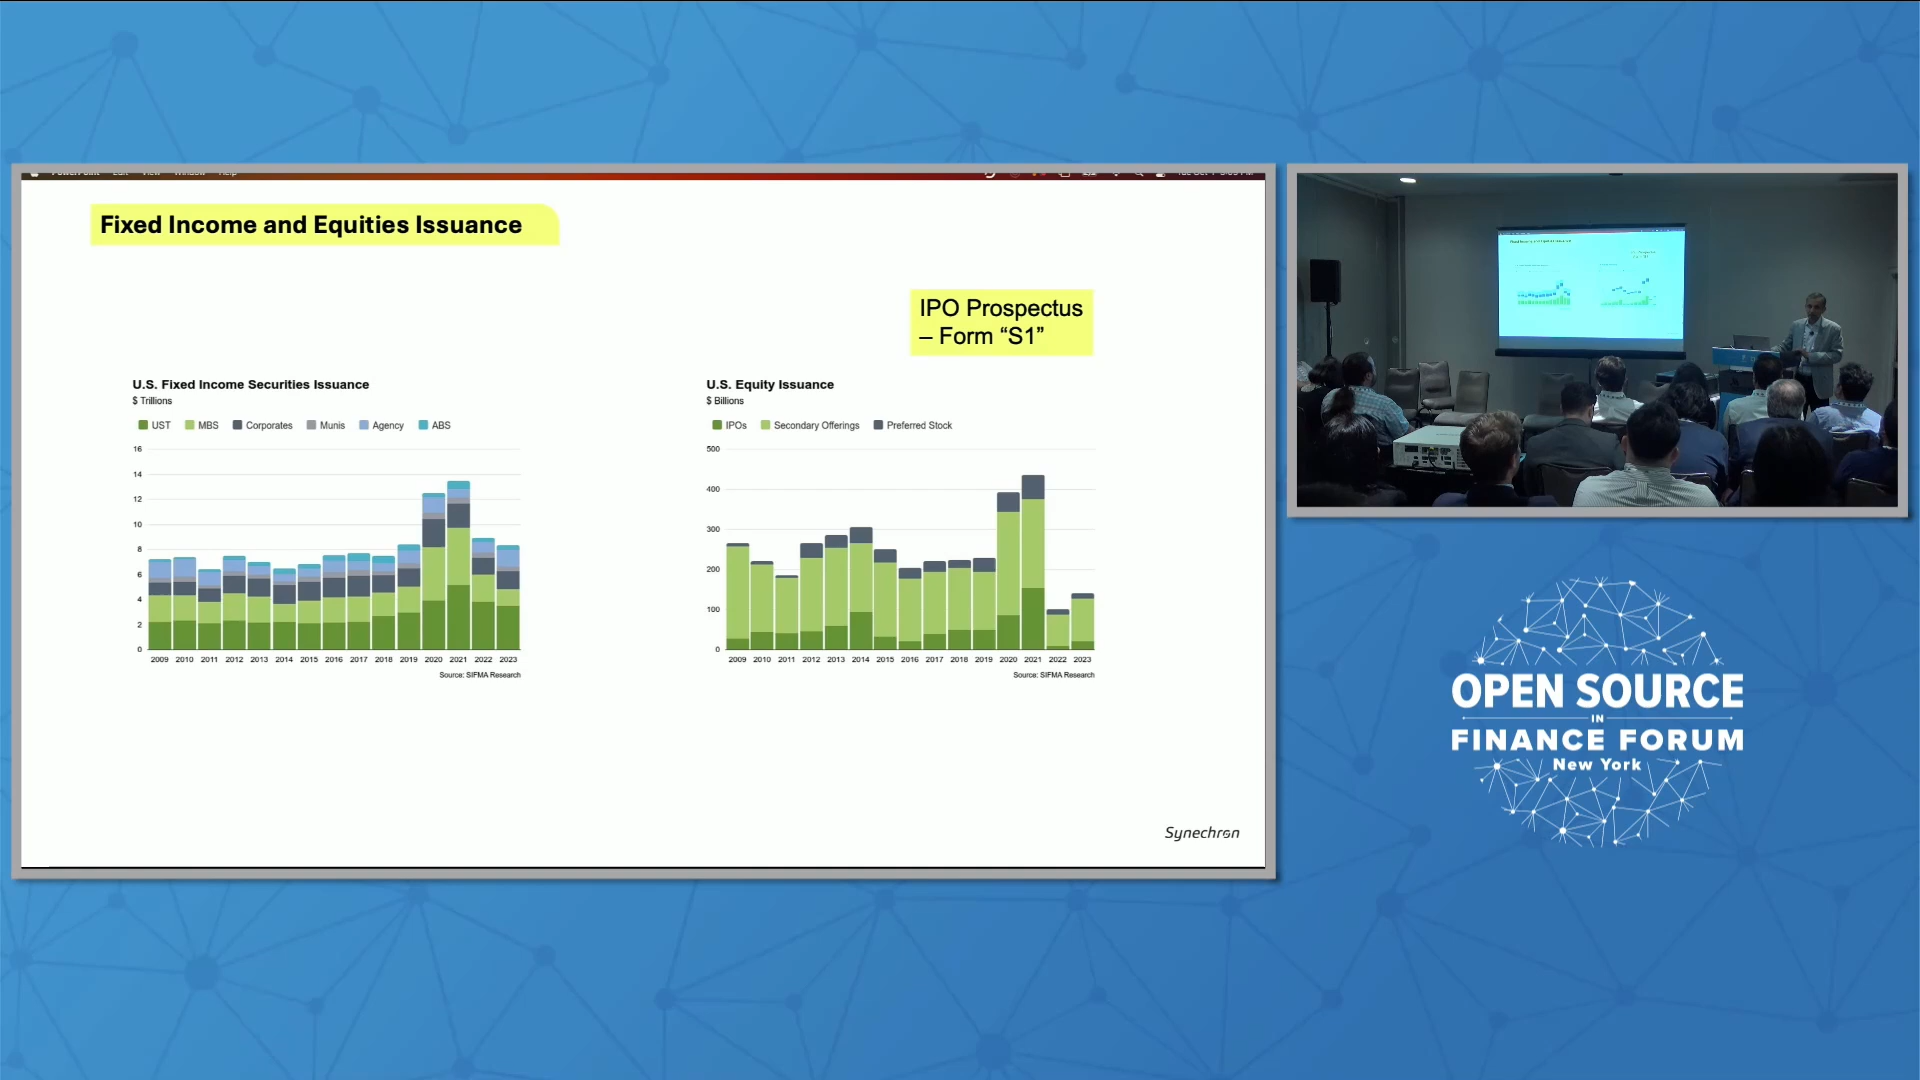 Fixed Income and Equities Issuance
IPO Prospectus
– Form “S1”
U.S. Fixed Income Securities Issuance
$ Trillions
UST MBS Corporates Munis Agency ABS
16
14
12
10
8
6
4
2
0
2009 2010 2011 2012 2013 2014 2015 2016 2017 2018 2019 2020 2021 2022 2023
Source: SIFMA Research
U.S. Equity Issuance
$ Billions
IPOs Secondary Offerings Preferred Stock
500
400
300
200
100
0
2009 2010 2011 2012 2013 2014 2015 2016 2017 2018 2019 2020 2021 2022 2023
Source: SIFMA Research
Synechron
OPEN SOURCE
IN
FINANCE FORUM
New York